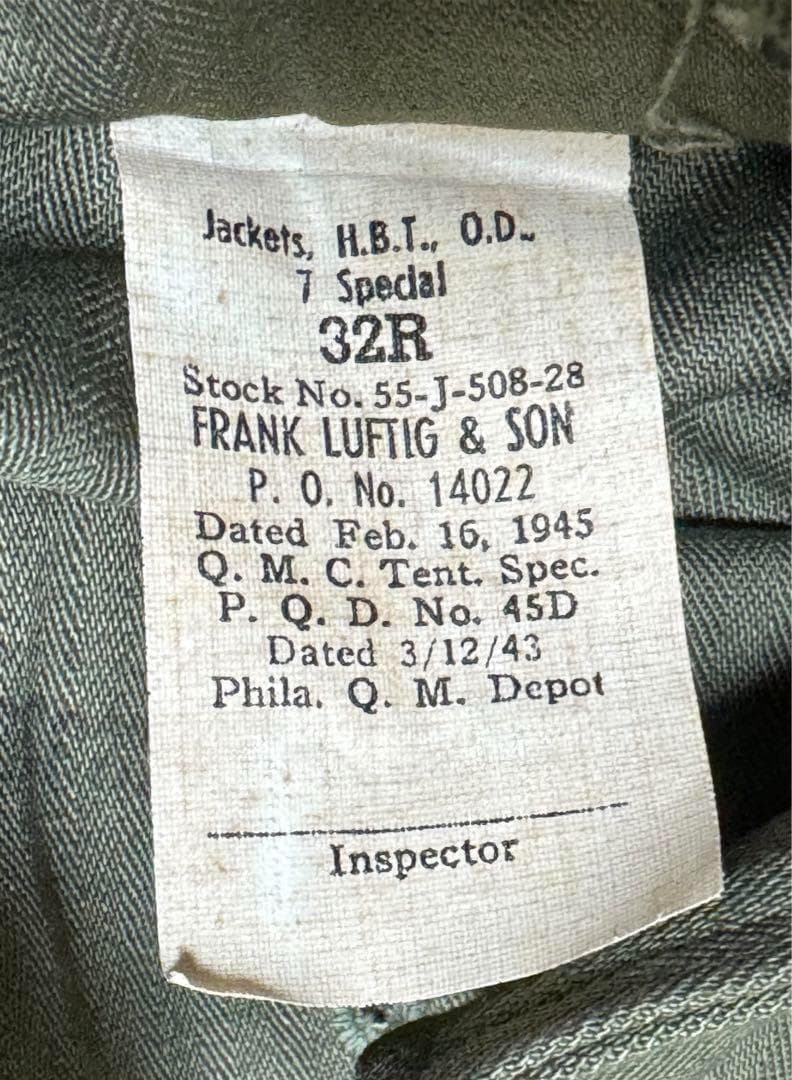 Jackets, H.B.T., O.D.,
7 Special
32R
Stock No. 55-J-508-28
FRANK LUFTIG & SON
P. O. No. 14022
Dated Feb. 16, 1945
Q. M. C. Tent. Spec.
P. Q. D. No. 45D
Dated 3/12/43
Phila. Q. M. Depot
Inspector